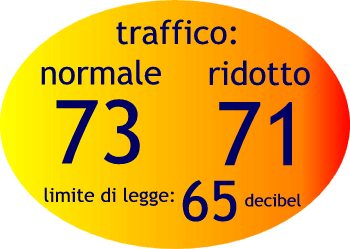 traffico:
normale ridotto
73 71
limite di legge: 65 decibel